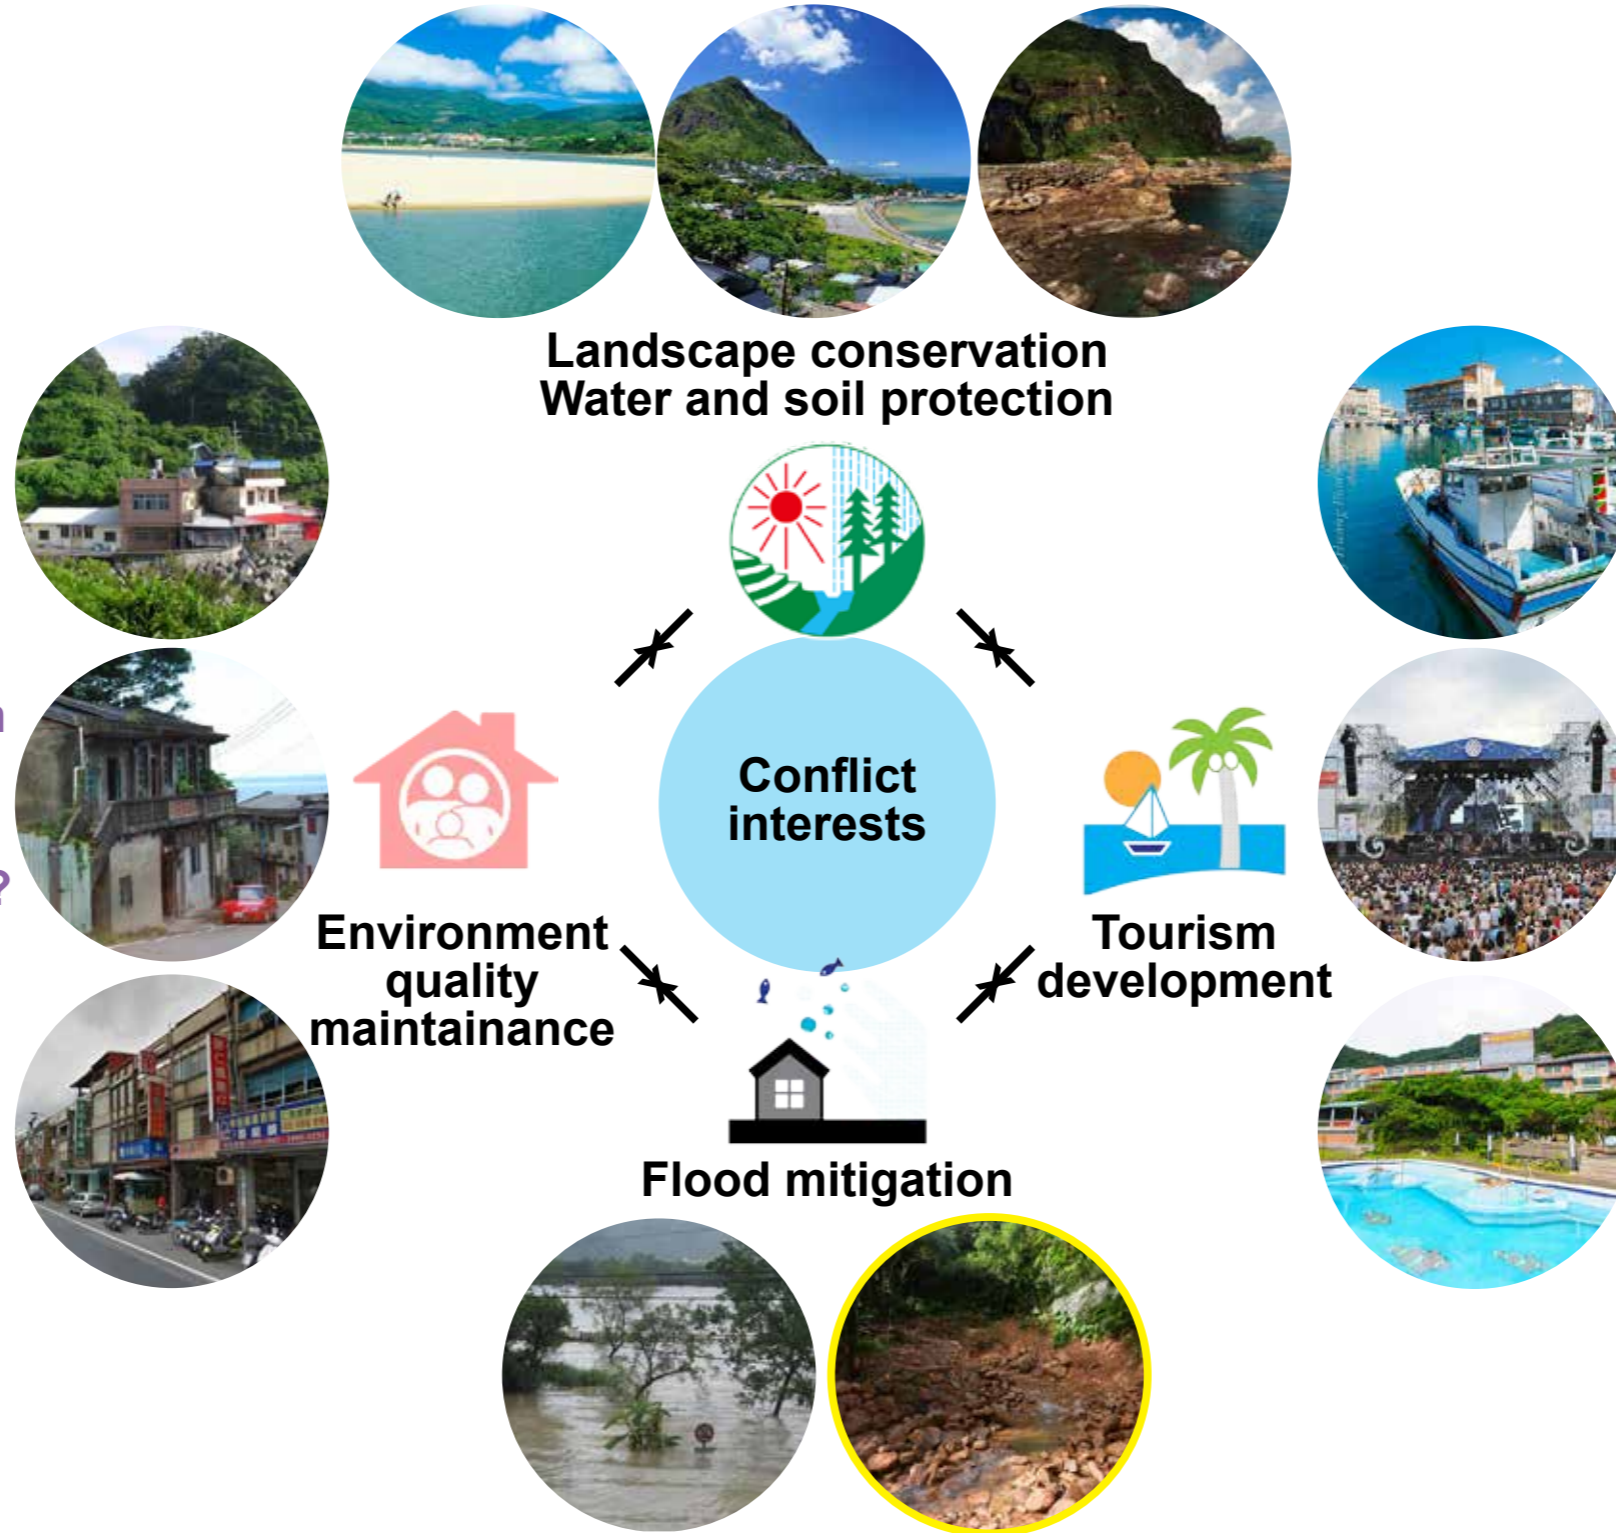 Landscape conservation
Water and soil protection
Conflict
interests
Environment
quality
maintainance
Tourism
development
Flood mitigation
?